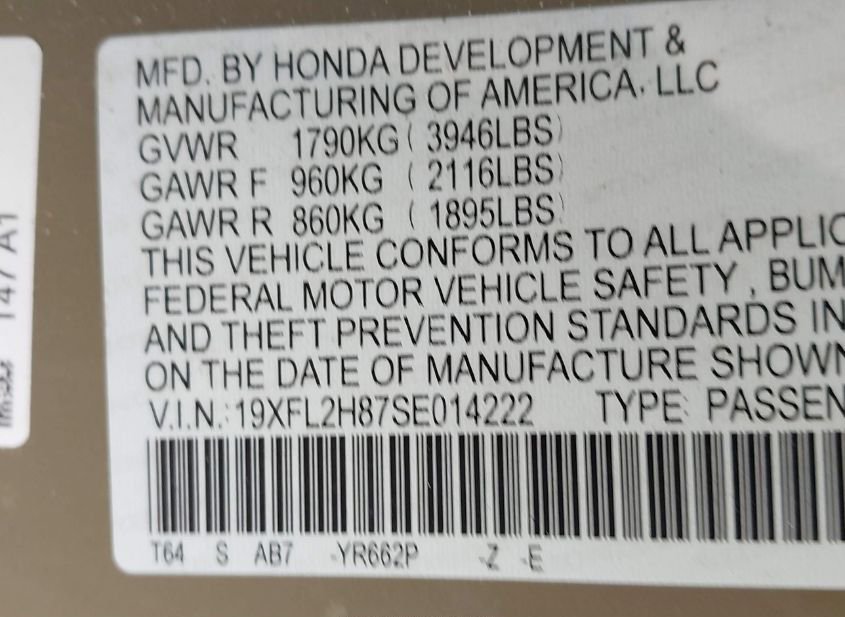 MFD. BY HONDA DEVELOPMENT &
MANUFACTURING OF AMERICA, LLC
GVWR 1790KG ( 3946LBS)
GAWR F 960KG ( 2116LBS)
GAWR R 860KG ( 1895LBS)
THIS VEHICLE CONFORMS TO ALL APPLIC
FEDERAL MOTOR VEHICLE SAFETY , BUM
AND THEFT PREVENTION STANDARDS IN
ON THE DATE OF MANUFACTURE SHOWN
V.I.N.: 19XFL2H87SE014222 TYPE: PASSEN
T64 S AB7 -YR662P -Z -E
147 A1